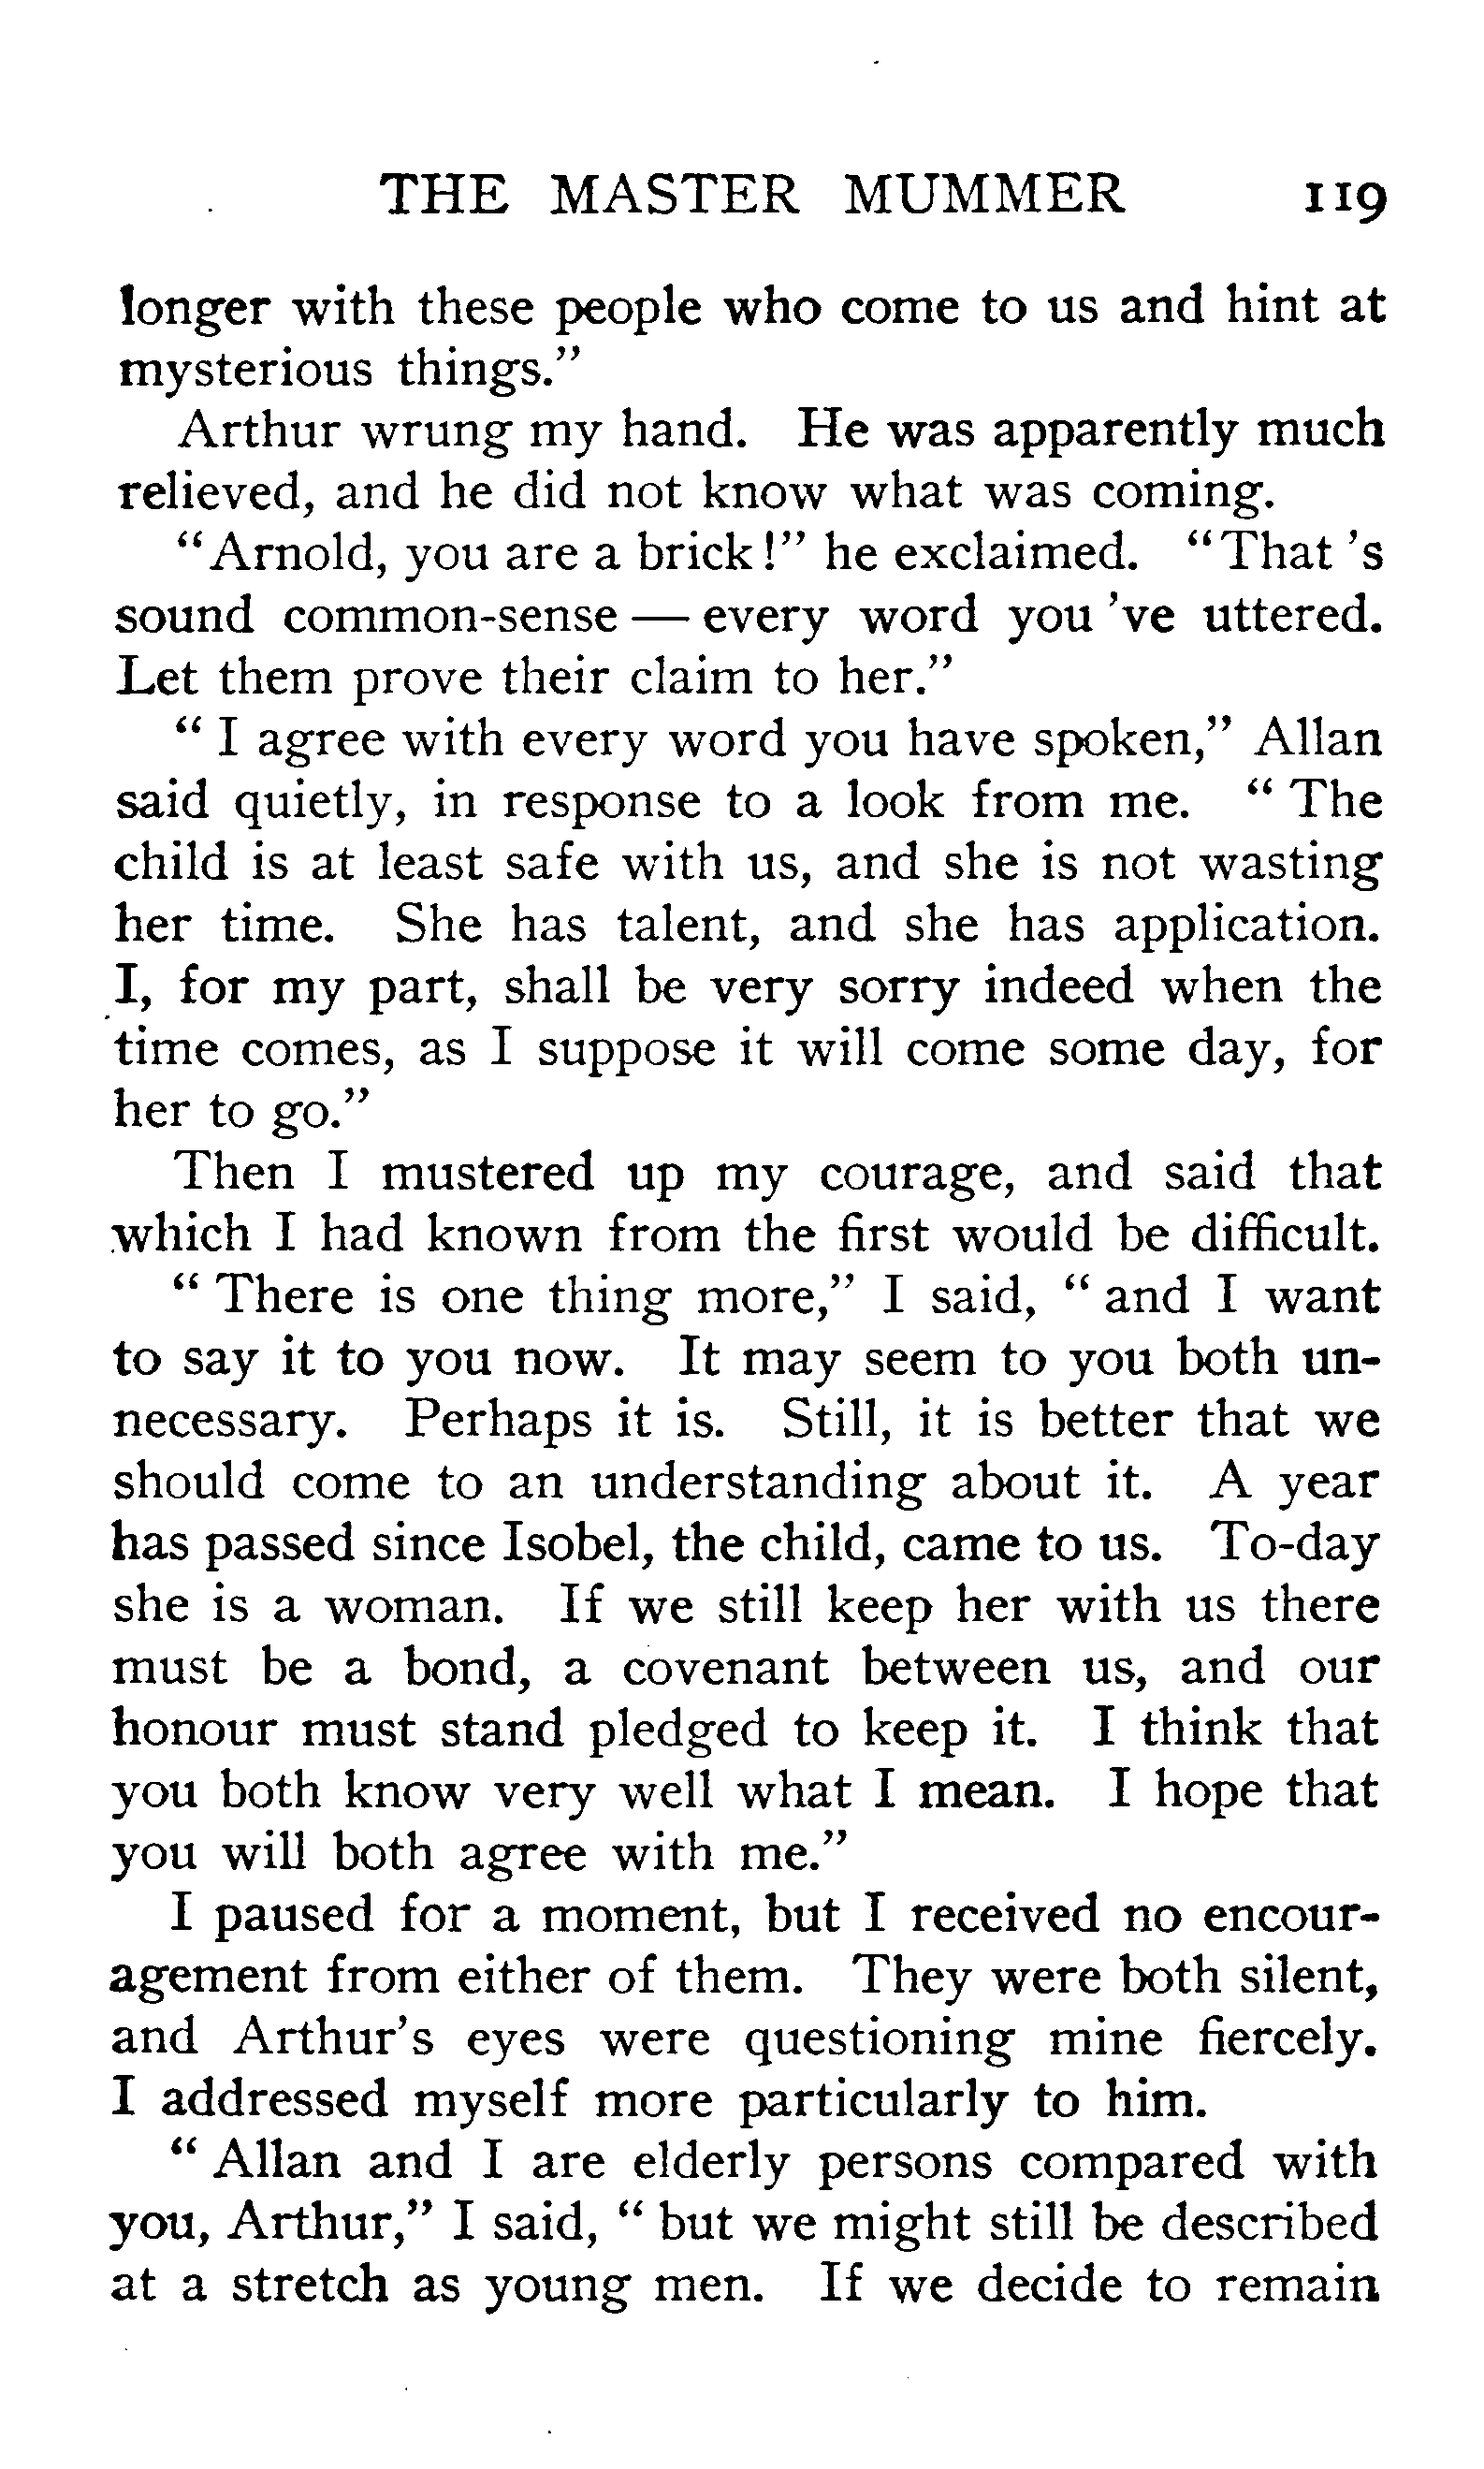 THE MASTER MUMMER 119
longer with these people who come to us and hint at
mysterious things."
Arthur wrung my hand. He was apparently much
relieved, and he did not know what was coming.
"Arnold, you are a brick!" he exclaimed. "That 's
sound common-sense — every word you 've uttered.
Let them prove their claim to her."
" I agree with every word you have spoken," Allan
said quietly, in response to a look from me. " The
child is at least safe with us, and she is not wasting
her time. She has talent, and she has application.
I, for my part, shall be very sorry indeed when the
time comes, as I suppose it will come some day, for
her to go."
Then I mustered up my courage, and said that
which I had known from the first would be difficult.
" There is one thing more," I said, " and I want
to say it to you now. It may seem to you both un-
necessary. Perhaps it is. Still, it is better that we
should come to an understanding about it. A year
has passed since Isobel, the child, came to us. To-day
she is a woman. If we still keep her with us there
must be a bond, a covenant between us, and our
honour must stand pledged to keep it. I think that
you both know very well what I mean. I hope that
you will both agree with me."
I paused for a moment, but I received no encour-
agement from either of them. They were both silent,
and Arthur's eyes were questioning mine fiercely.
I addressed myself more particularly to him.
" Allan and I are elderly persons compared with
you, Arthur," I said, " but we might still be described
at a stretch as young men. If we decide to remain